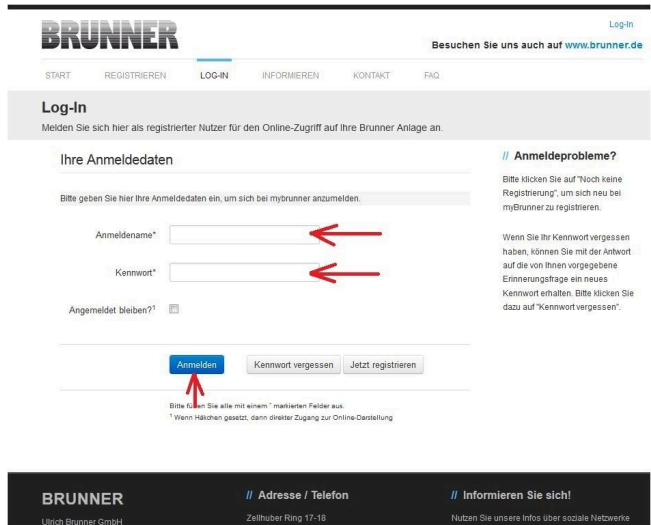 BRUNNER
Log-In
Besuchen Sie uns auch auf www.brunner.de
START REGISTRIEREN LOG-IN INFORMIEREN KONTAKT FAQ
Log-In
Melden Sie sich hier als registrierter Nutzer für den Online-Zugriff auf Ihre Brunner Anlage an.
Ihre Anmeldedaten
Bitte geben Sie hier Ihre Anmeldedaten ein, um sich bei mybrunner anzumelden.
Anmeldename*
Kennwort*
Angemeldet bleiben?¹
Anmelden Kennwort vergessen Jetzt registrieren
Bitte füllen Sie alle mit einem * markierten Felder aus.
¹ Wenn Häkchen gesetzt, dann direkter Zugang zur Online-Darstellung
// Anmeldeprobleme?
Bitte klicken Sie auf "Noch keine
Registrierung", um sich neu bei
myBrunner zu registrieren.
Wenn Sie Ihr Kennwort vergessen
haben, können Sie mit der Antwort
auf die von Ihnen vorgegebene
Erinnerungsfrage ein neues
Kennwort erhalten. Bitte klicken Sie
dazu auf "Kennwort vergessen".
BRUNNER
Ulrich Brunner GmbH
// Adresse / Telefon
Zellhuber Ring 17-18
// Informieren Sie sich!
Nutzen Sie unsere Infos über soziale Netzwerke